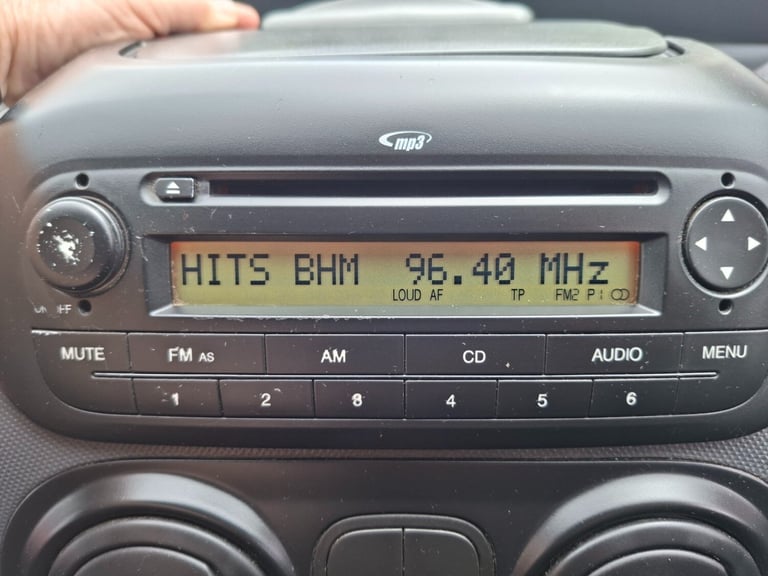 mp3
HITS BHM 96.40 MHz
LOUD AF TP FM2 P1
MUTE FM AS AM CD AUDIO MENU
1 2 3 4 5 6